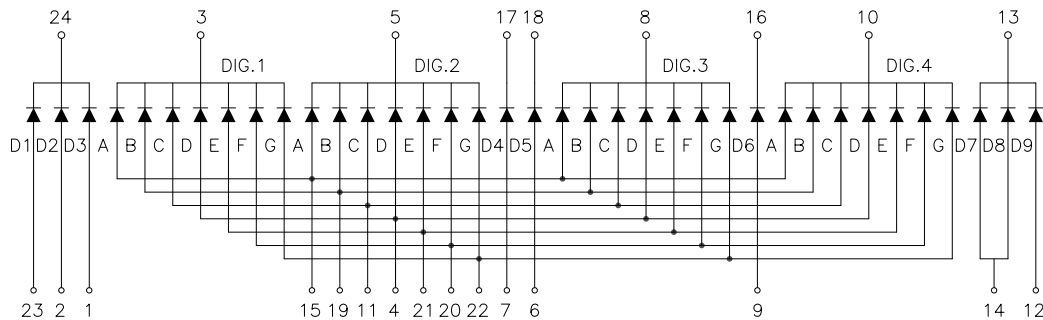 24 3 5 17 18 8 16 10 13
DIG.1 DIG.2 DIG.3 DIG.4
D1 D2 D3 A B C D E F G A B C D E F G D4 D5 A B C D E F G D6 A B C D E F G D7 D8 D9
23 2 1 15 19 11 4 21 20 22 7 6 9 14 12